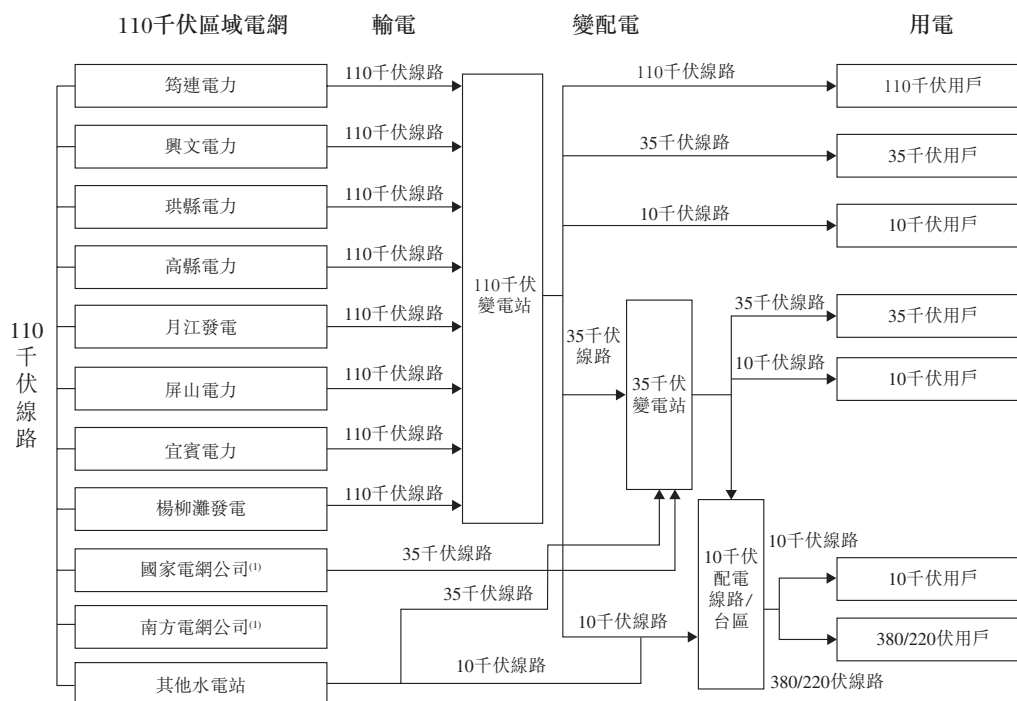 110千伏區域電網
輸電
變配電
用電
110
千
伏
線
路
筠連電力
110千伏線路
興文電力
110千伏線路
珙縣電力
110千伏線路
高縣電力
110千伏線路
月江發電
110千伏線路
屏山電力
110千伏線路
宜賓電力
110千伏線路
楊柳灘發電
110千伏線路
國家電網公司(1)
35千伏線路
南方電網公司(1)
35千伏線路
其他水電站
10千伏線路
110千伏
變電站
110千伏線路
110千伏用戶
35千伏線路
35千伏用戶
10千伏線路
10千伏用戶
35千伏
線路
35千伏
變電站
35千伏線路
35千伏用戶
10千伏線路
10千伏用戶
10千伏線路
10千伏
配電
線路/
台區
10千伏線路
10千伏用戶
380/220伏用戶
380/220伏線路